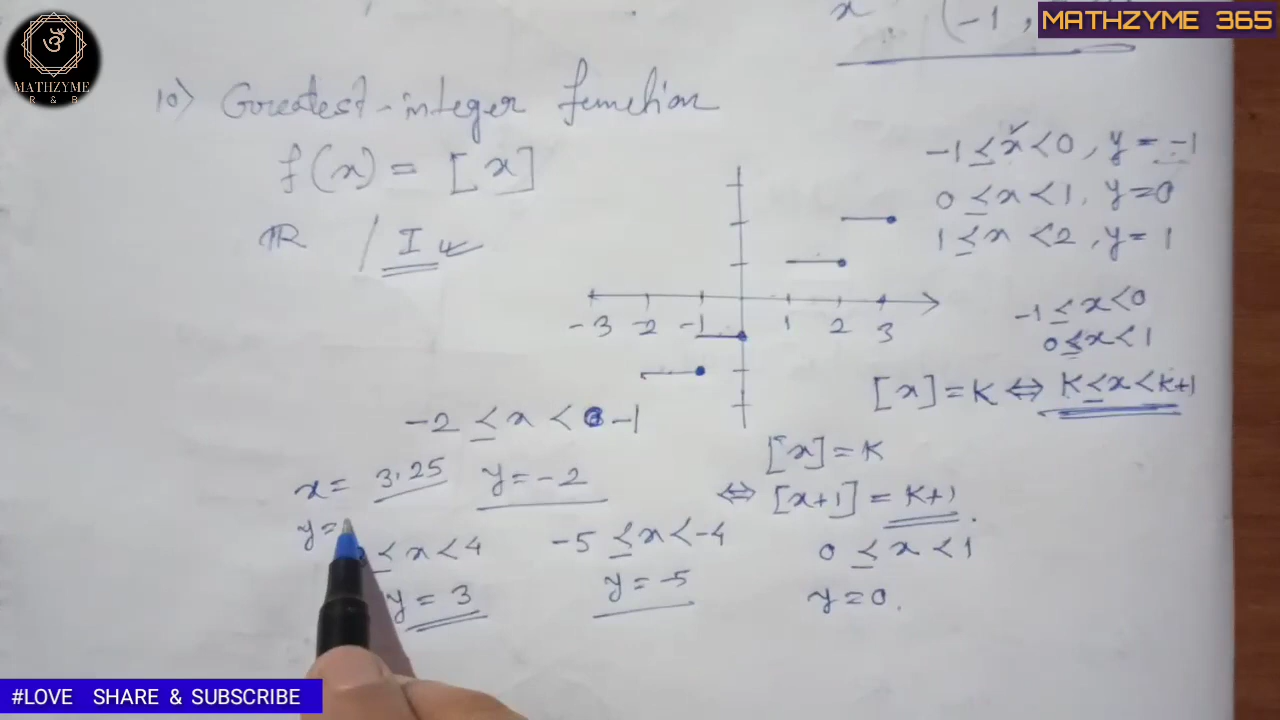 MATHZYME 365
ॐ
MATHZYME
R & B
x (-1 ,
10) Greatest-integer function
f(x) = [x]
ℝ / I
-1 ≤ x < 0, y = -1
0 ≤ x < 1, y=0
1 ≤ x < 2, y = 1
-3 -2 -1 1 2 3
-1 ≤ x < 0
0 ≤ x < 1
[x] = K ⇔ K ≤ x < K+1
-2 ≤ x < -1
[x] = K
x = 3.25 y = -2
⇔ [x+1] = K+1.
y =
≤ x < 4
-5 ≤ x < -4
0 ≤ x < 1
y = 3
y = -5
y = 0.
#LOVE SHARE & SUBSCRIBE